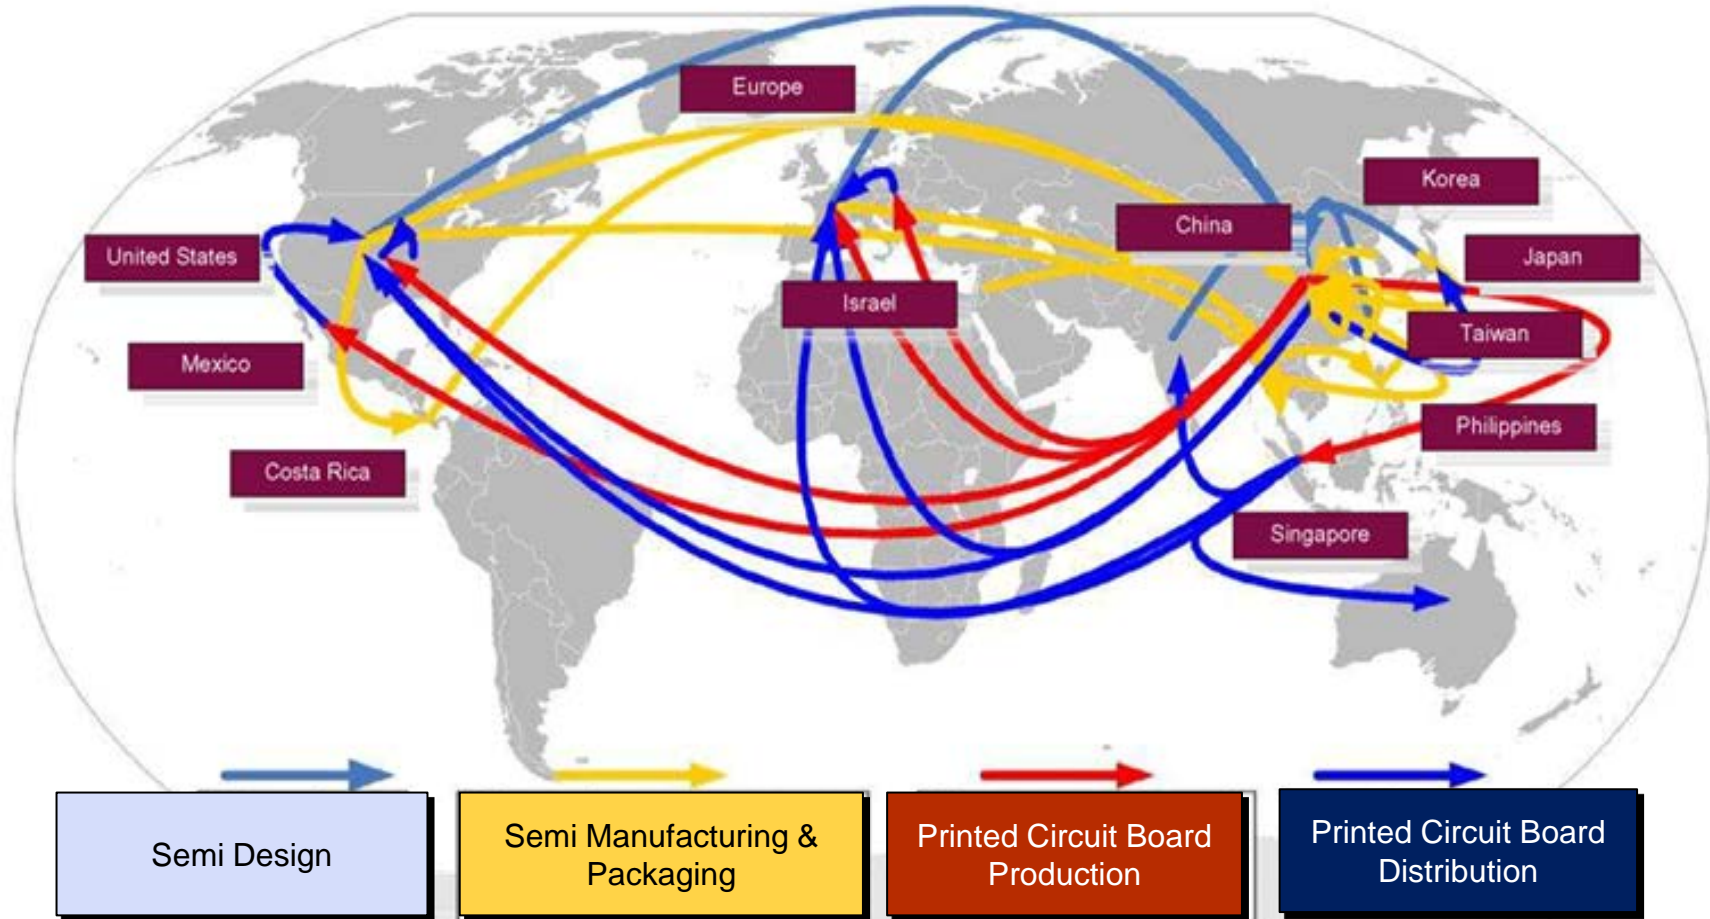 Europe
Korea
China
United States
Japan
Israel
Taiwan
Mexico
Philippines
Costa Rica
Singapore
Semi Design
Semi Manufacturing &
Packaging
Printed Circuit Board
Production
Printed Circuit Board
Distribution